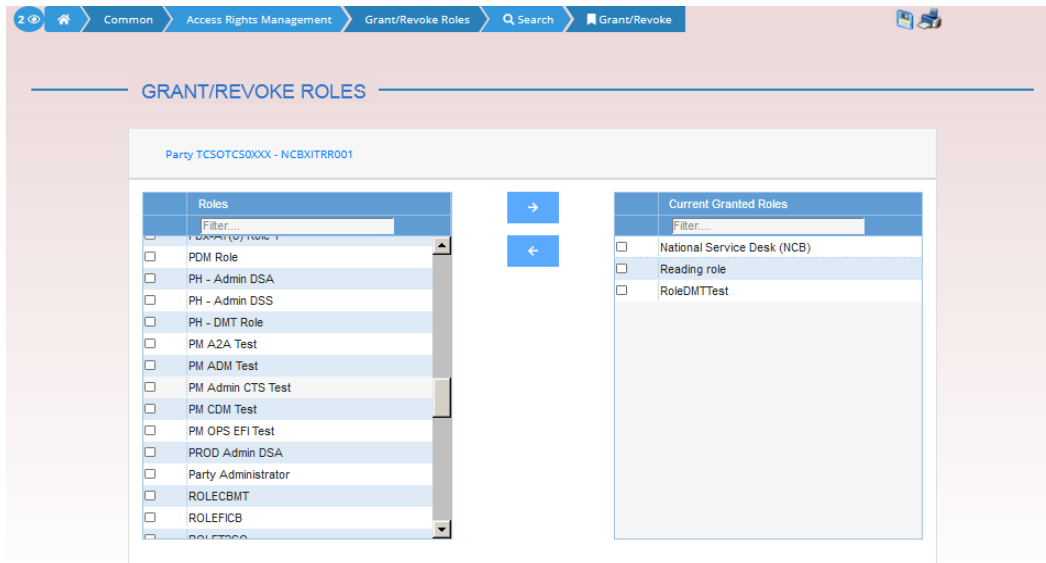 2 Common Access Rights Management Grant/Revoke Roles Search Grant/Revoke
GRANT/REVOKE ROLES
Party TCSOTCS0XXX - NCBXITRR001
Roles
Filter....
PDM Role
PH - Admin DSA
PH - Admin DSS
PH - DMT Role
PM A2A Test
PM ADM Test
PM Admin CTS Test
PM CDM Test
PM OPS EFI Test
PROD Admin DSA
Party Administrator
ROLECBMT
ROLEFICB
Current Granted Roles
Filter....
National Service Desk (NCB)
Reading role
RoleDMTTest